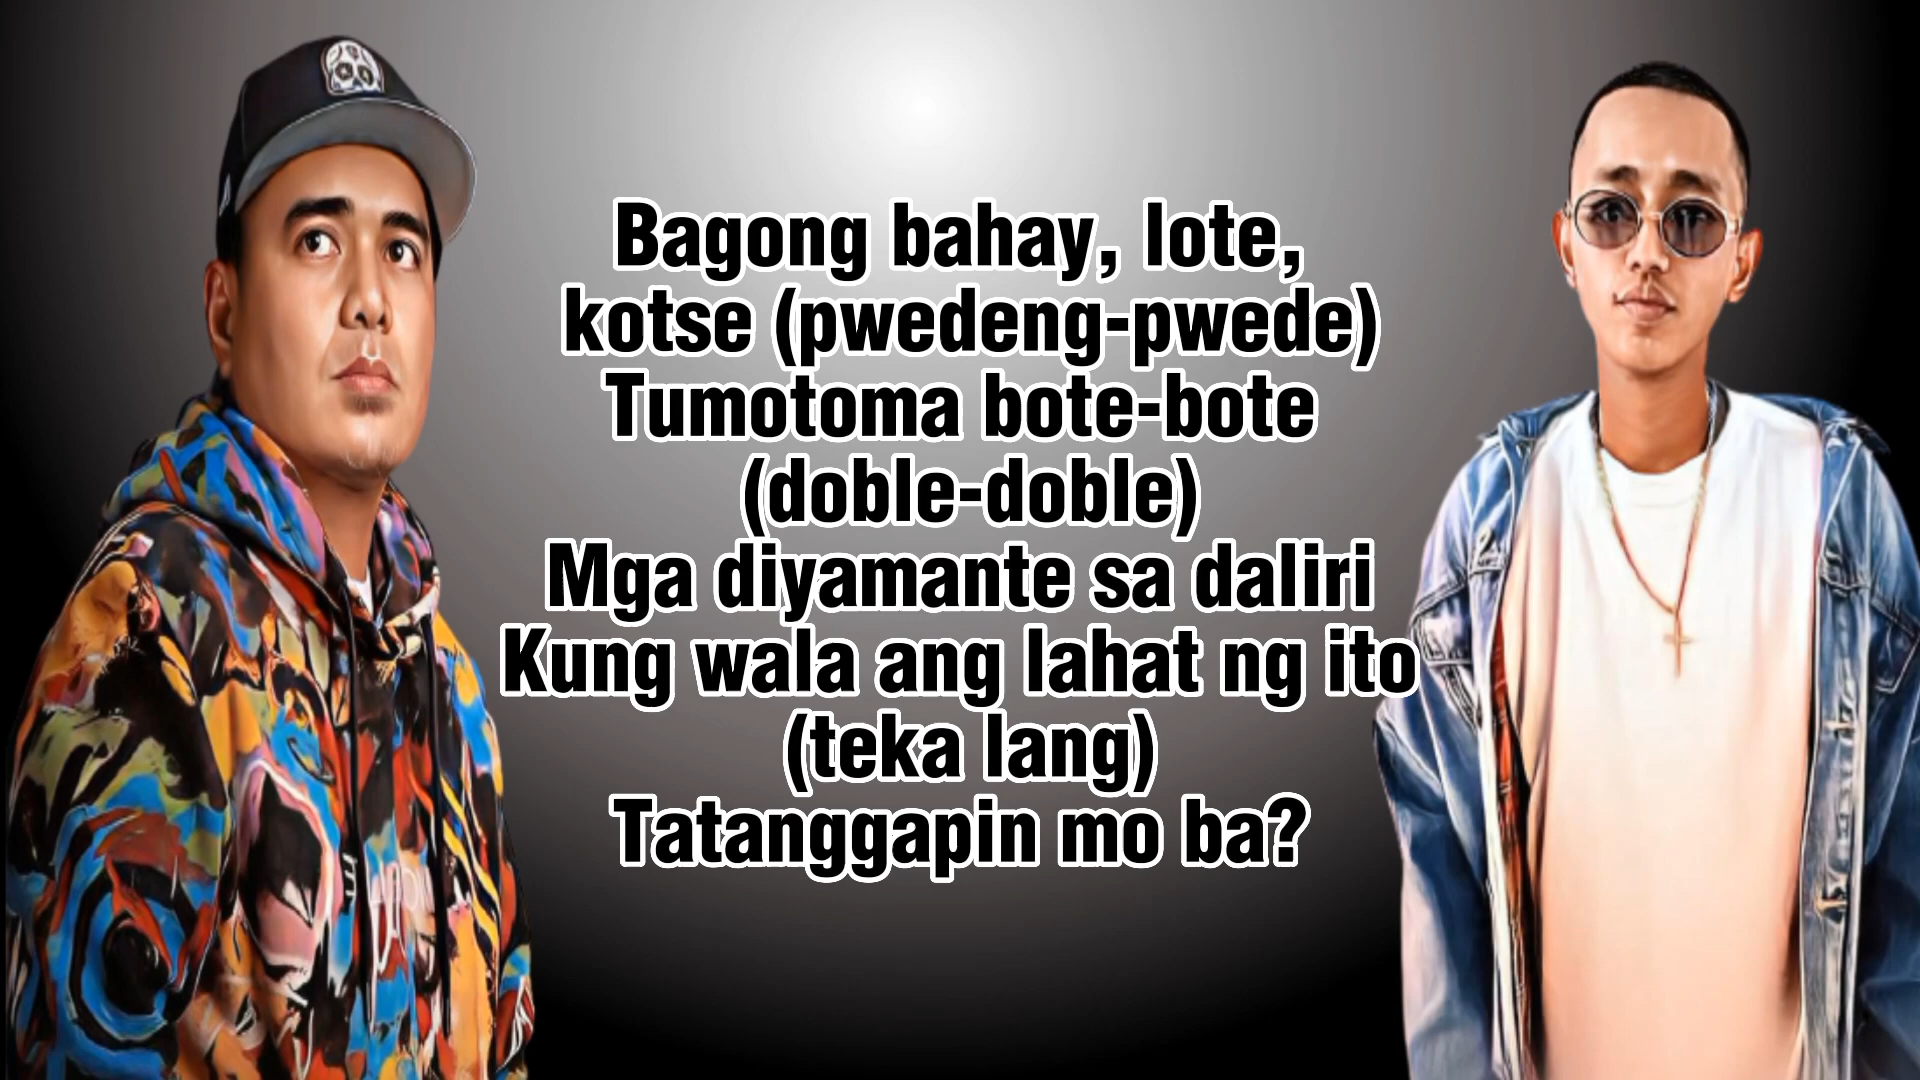 Bagong bahay, lote,
kotse (pwedeng-pwede)
Tumotoma bote-bote
(doble-doble)
Mga diyamante sa daliri
Kung wala ang lahat ng ito
(teka lang)
Tatanggapin mo ba?